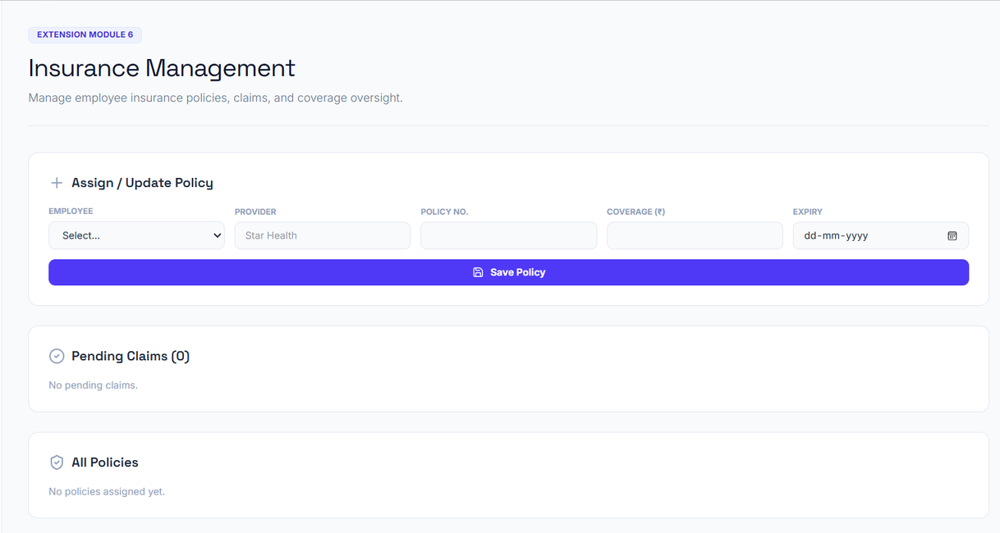 EXTENSION MODULE 6
Insurance Management
Manage employee insurance policies, claims, and coverage oversight.
Assign / Update Policy
EMPLOYEE PROVIDER POLICY NO. COVERAGE (₹) EXPIRY
Select... Star Health dd-mm-yyyy
Save Policy
Pending Claims (0)
No pending claims.
All Policies
No policies assigned yet.